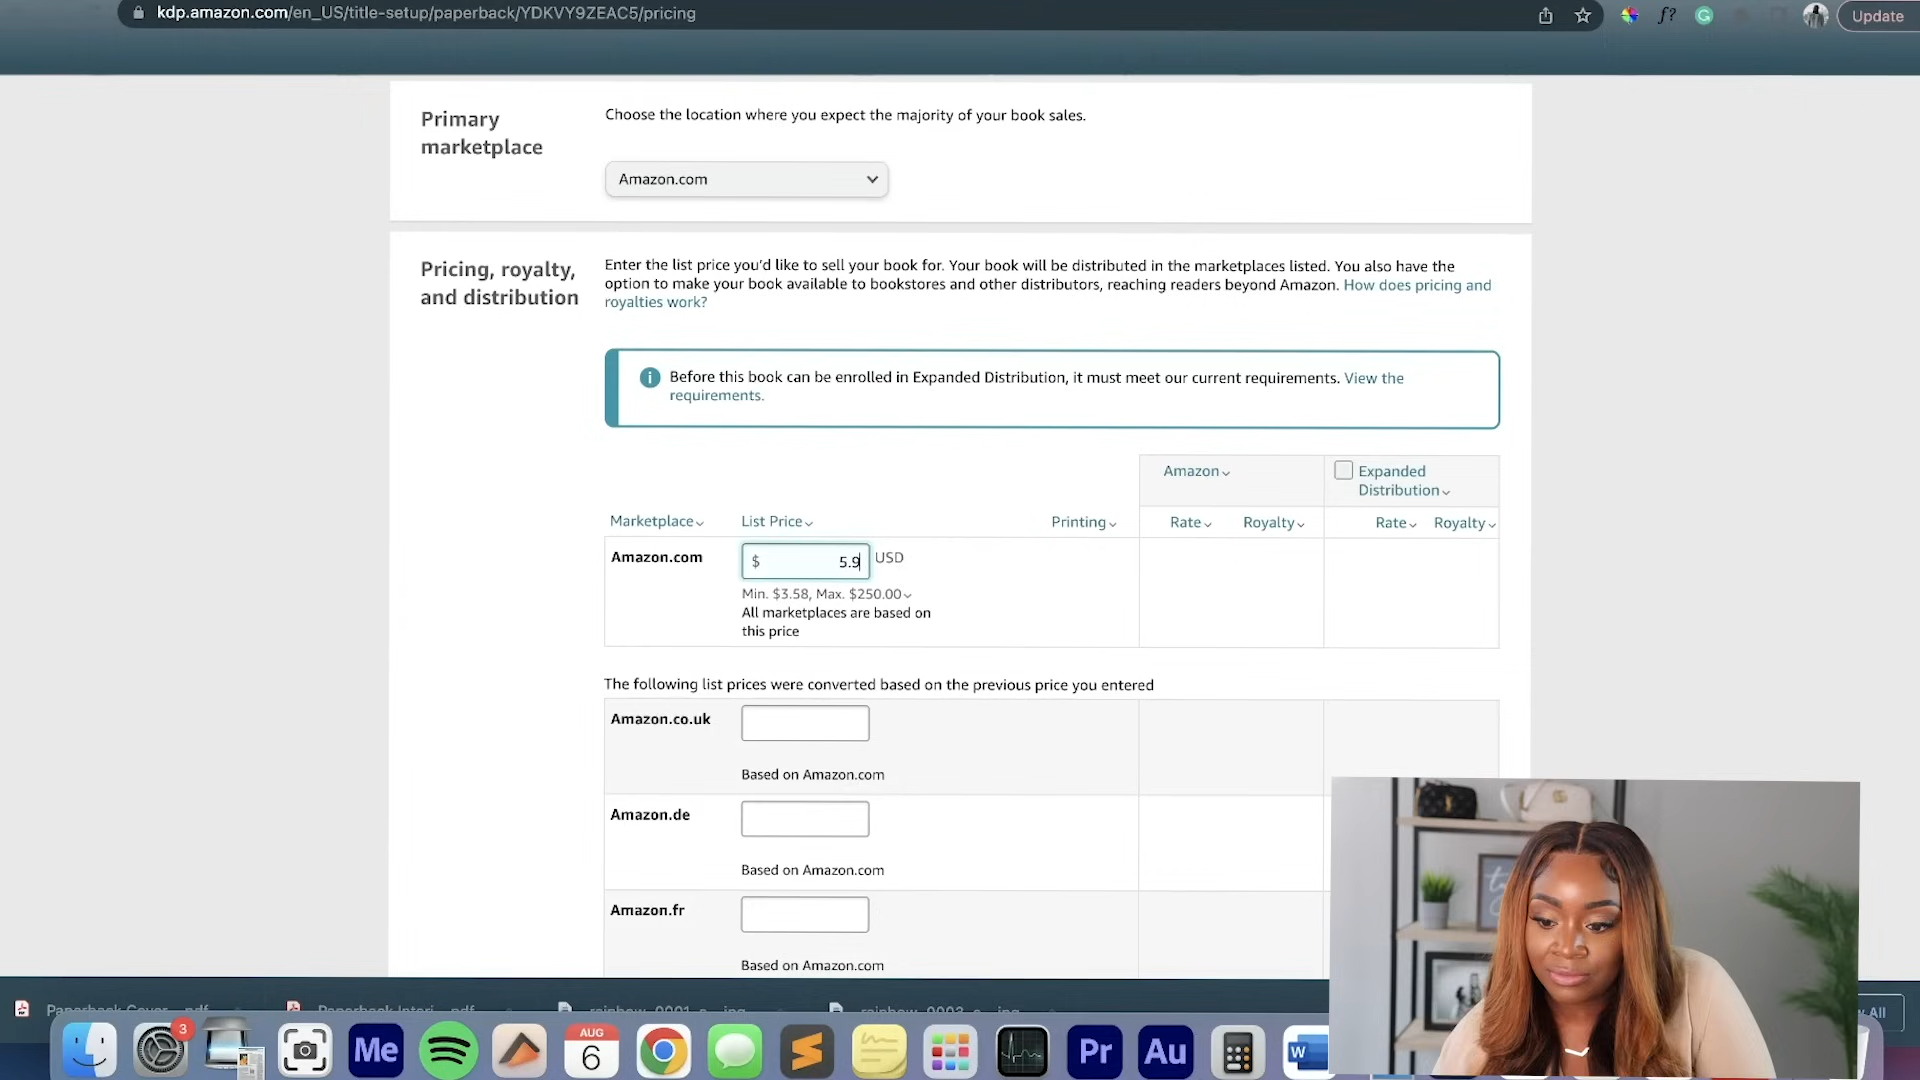 kdp.amazon.com/en_US/title-setup/paperback/YDKVY9ZEAC5/pricing
f?
G
Update
Primary
marketplace
Choose the location where you expect the majority of your book sales.
Amazon.com
Pricing, royalty,
and distribution
Enter the list price you'd like to sell your book for. Your book will be distributed in the marketplaces listed. You also have the
option to make your book available to bookstores and other distributors, reaching readers beyond Amazon. How does pricing and
royalties work?
Before this book can be enrolled in Expanded Distribution, it must meet our current requirements. View the
requirements.
Amazon
Expanded
Distribution
Marketplace
List Price
Printing
Rate
Royalty
Rate
Royalty
Amazon.com
$ 5.9 USD
Min. $3.58, Max. $250.00
All marketplaces are based on
this price
The following list prices were converted based on the previous price you entered
Amazon.co.uk
Based on Amazon.com
Amazon.de
Based on Amazon.com
Amazon.fr
Based on Amazon.com
All
3
Me
AUG
6
Pr
Au
W